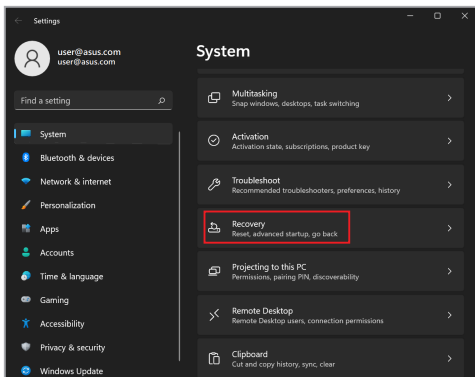 Settings
user@asus.com
user@asus.com
Find a setting
System
Bluetooth & devices
Network & internet
Personalization
Apps
Accounts
Time & language
Gaming
Accessibility
Privacy & security
Windows Update
System
Multitasking
Snap windows, desktops, task switching
Activation
Activation state, subscriptions, product key
Troubleshoot
Recommended troubleshooters, preferences, history
Recovery
Reset, advanced startup, go back
Projecting to this PC
Permissions, pairing PIN, discoverability
Remote Desktop
Remote Desktop users, connection permissions
Clipboard
Cut and copy history, sync, clear